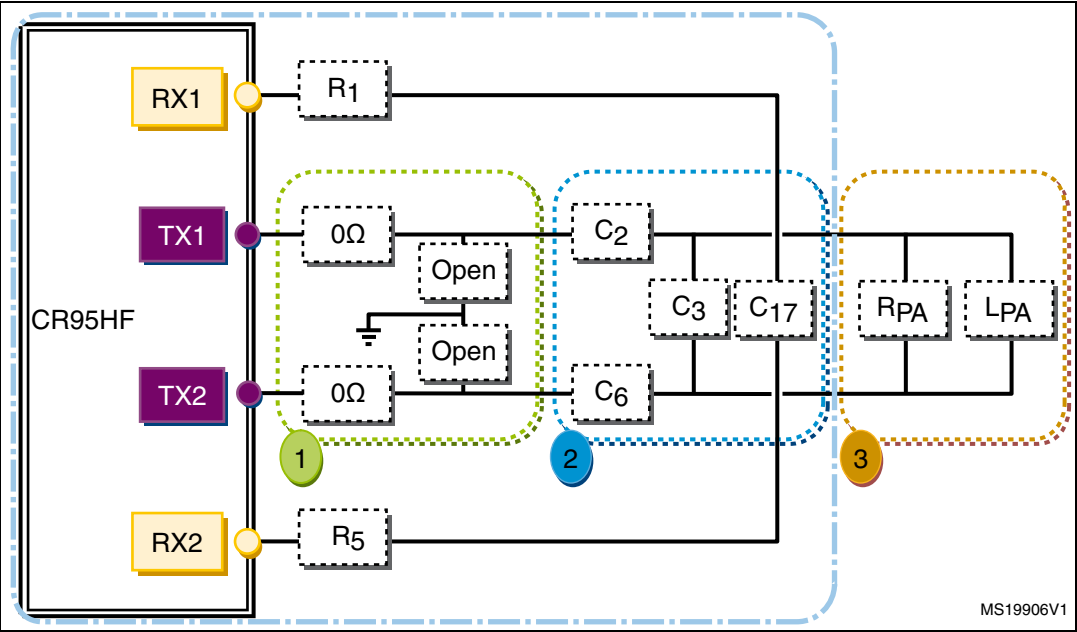 RX1
R1
TX1
0Ω
C2
Open
CR95HF
C3
C17
RPA
LPA
Open
TX2
0Ω
C6
1
2
3
RX2
R5
MS19906V1